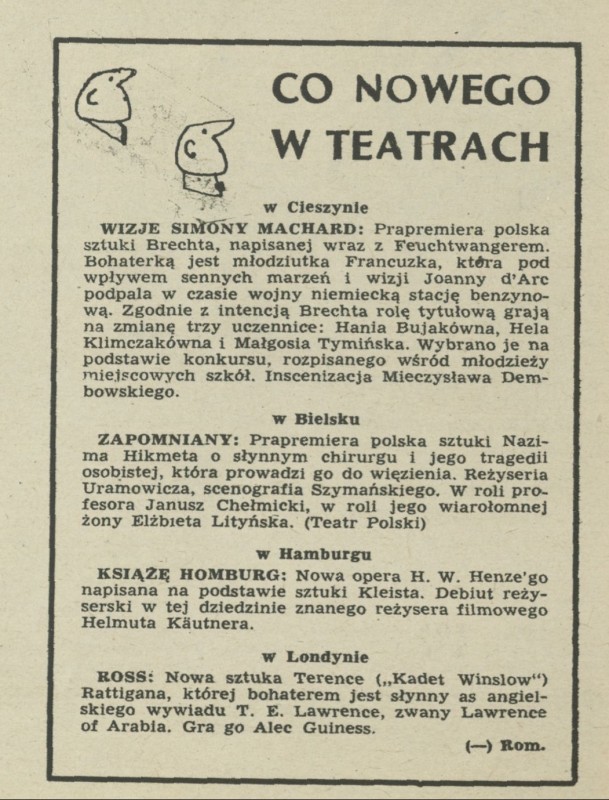 CO NOWEGO
W TEATRACH
w Cieszynie
WIZJE SIMONY MACHARD: Prapremiera polska
sztuki Brechta, napisanej wraz z Feuchtwangerem.
Bohaterką jest młodziutka Francuzka, która pod
wpływem sennych marzeń i wizji Joanny d'Arc
podpala w czasie wojny niemiecką stację benzyno-
wą. Zgodnie z intencją Brechta rolę tytułową grają
na zmianę trzy uczennice: Hania Bujakówna, Hela
Klimczakówna i Małgosia Tymińska. Wybrano je na
podstawie konkursu, rozpisanego wśród młodzieży
miejscowych szkół. Inscenizacja Mieczysława Dem-
bowskiego.
w Bielsku
ZAPOMNIANY: Prapremiera polska sztuki Nazi-
ma Hikmeta o słynnym chirurgu i jego tragedii
osobistej, która prowadzi go do więzienia. Reżyseria
Uramowicza, scenografia Szymańskiego. W roli pro-
fesora Janusz Chełmicki, w roli jego wiarołomnej
żony Elżbieta Lityńska. (Teatr Polski)
w Hamburgu
KSIĄŻĘ HOMBURG: Nowa opera H. W. Henze'go
napisana na podstawie sztuki Kleista. Debiut reży-
serski w tej dziedzinie znanego reżysera filmowego
Helmuta Käutnera.
w Londynie
ROSS: Nowa sztuka Terence („Kadet Winslow")
Rattigana, której bohaterem jest słynny as angiel-
skiego wywiadu T. E. Lawrence, zwany Lawrence
of Arabia. Gra go Alec Guiness.
(—) Rom.